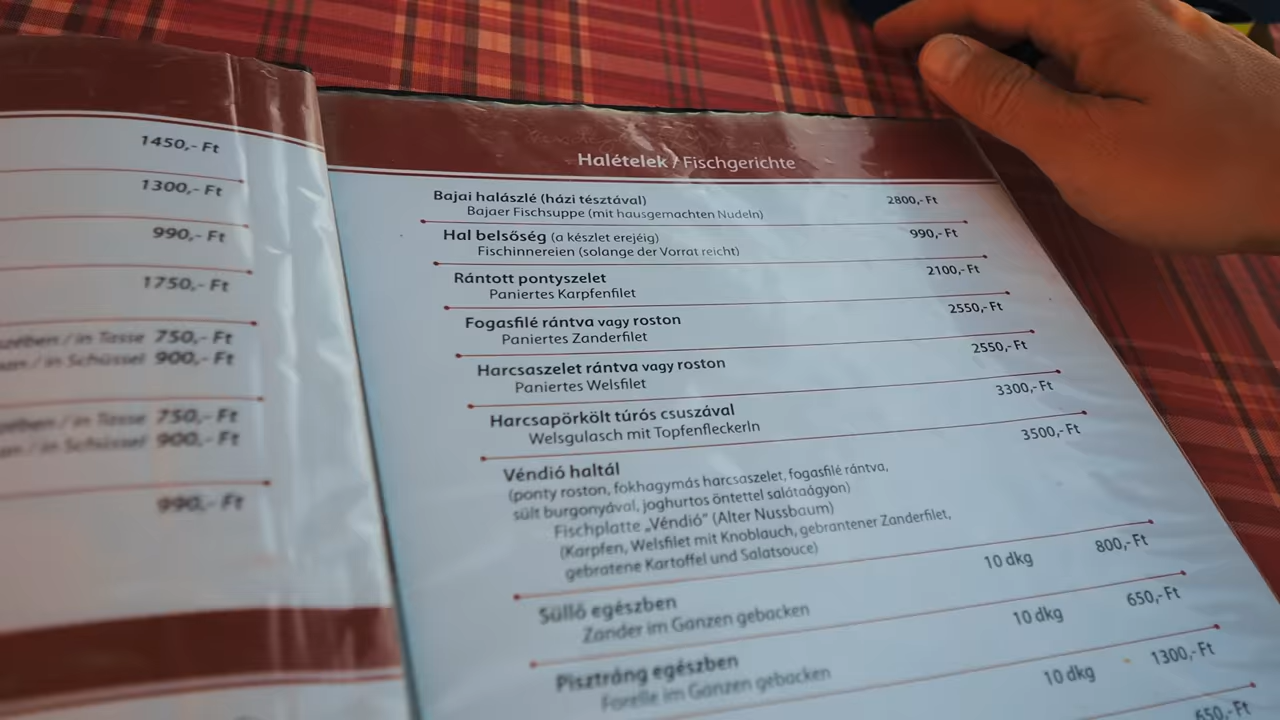 1450,- Ft
1300,- Ft
990,- Ft
1750,- Ft
/ in Tasse 750,- Ft
/ in Schüssel 900,- Ft
/ in Tasse 750,- Ft
/ in Schüssel 900,- Ft
990,- Ft
Halételek / Fischgerichte
Bajai halászlé (házi tésztával) 2800,- Ft
Bajaer Fischsuppe (mit hausgemachten Nudeln)
Hal belsőség (a készlet erejéig) 990,- Ft
Fischinnereien (solange der Vorrat reicht)
Rántott pontyszelet 2100,- Ft
Paniertes Karpfenfilet
Fogasfilé rántva vagy roston 2550,- Ft
Paniertes Zanderfilet
Harcsaszelet rántva vagy roston 2550,- Ft
Paniertes Welsfilet
Harcsapörkölt túrós csuszával 3300,- Ft
Welsgulasch mit Topfenfleckerln
Véndió haltál 3500,- Ft
(ponty roston, fokhagymás harcsaszelet, fogasfilé rántva,
sült burgonyával, joghurtos öntettel salátaágyon)
Fischplatte „Véndió” (Alter Nussbaum)
(Karpfen, Welsfilet mit Knoblauch, gebrantener Zanderfilet,
gebratene Kartoffel und Salatsouce)
Süllő egészben 10 dkg 800,- Ft
Zander im Ganzen gebacken
Pisztráng egészben 10 dkg 650,- Ft
Forelle im Ganzen gebacken
10 dkg 1300,- Ft
650,- Ft